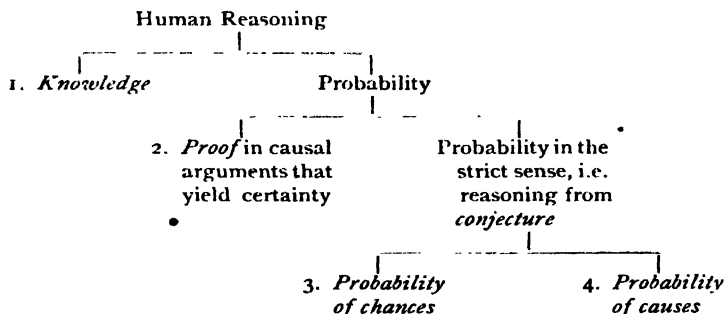 Human Reasoning
1. Knowledge Probability
2. Proof in causal arguments that yield certainty
Probability in the strict sense, i.e. reasoning from conjecture
3. Probability of chances
4. Probability of causes